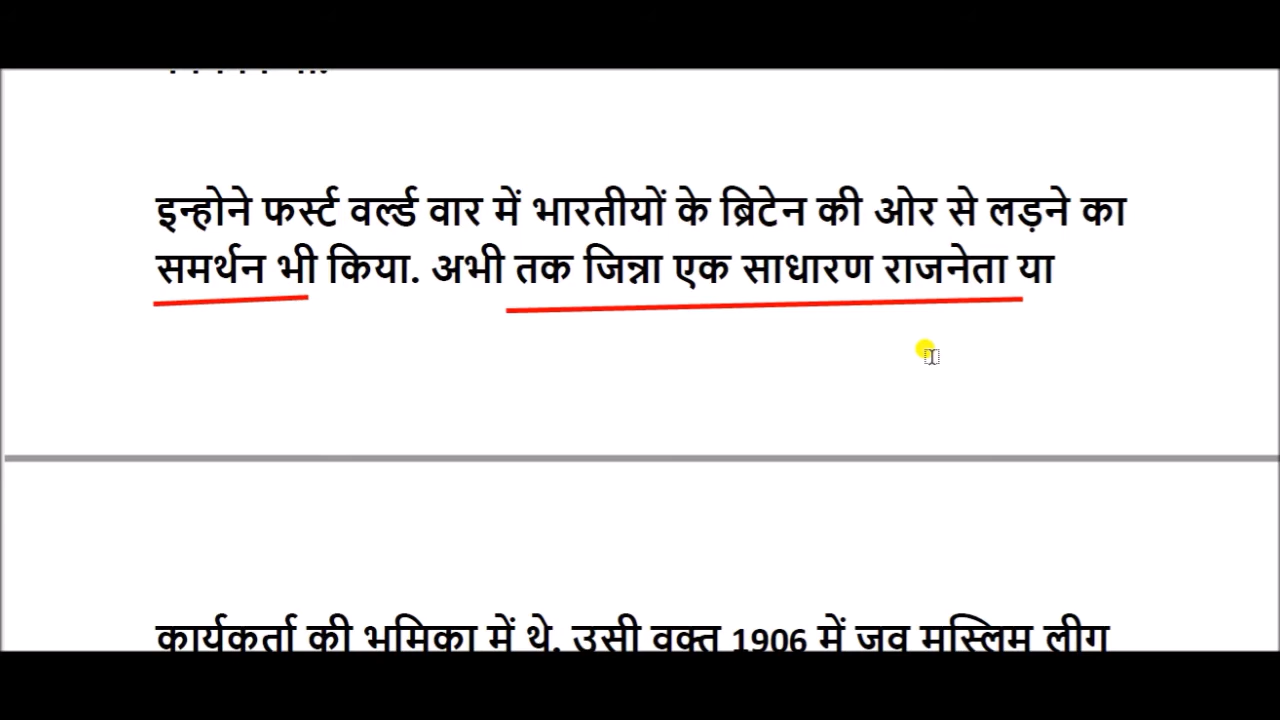 इन्होने फर्स्ट वर्ल्ड वार में भारतीयों के ब्रिटेन की ओर से लड़ने का
समर्थन भी किया. अभी तक जिन्ना एक साधारण राजनेता या
कार्यकर्ता की भूमिका में थे. उसी वक्त 1906 में जब मुस्लिम लीग